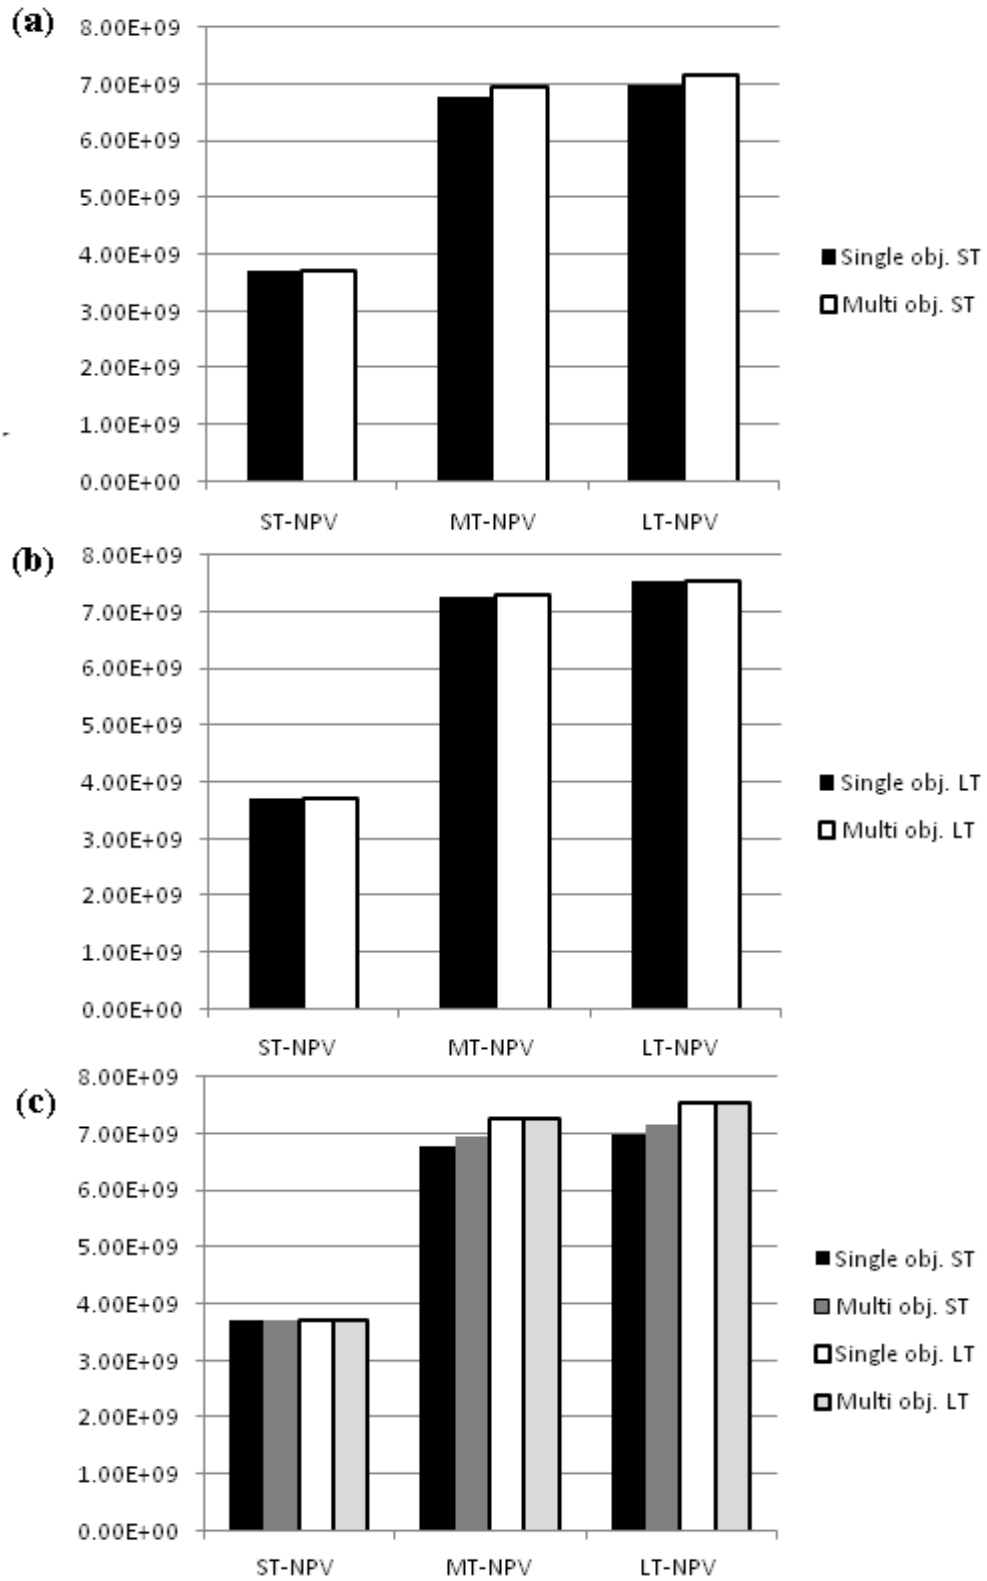 (a)
8.00E+09
7.00E+09
6.00E+09
5.00E+09
4.00E+09
3.00E+09
2.00E+09
1.00E+09
0.00E+00
ST-NPV MT-NPV LT-NPV
Single obj. ST
Multi obj. ST
(b)
8.00E+09
7.00E+09
6.00E+09
5.00E+09
4.00E+09
3.00E+09
2.00E+09
1.00E+09
0.00E+00
ST-NPV MT-NPV LT-NPV
Single obj. LT
Multi obj. LT
(c)
8.00E+09
7.00E+09
6.00E+09
5.00E+09
4.00E+09
3.00E+09
2.00E+09
1.00E+09
0.00E+00
ST-NPV MT-NPV LT-NPV
Single obj. ST
Multi obj. ST
Single obj. LT
Multi obj. LT